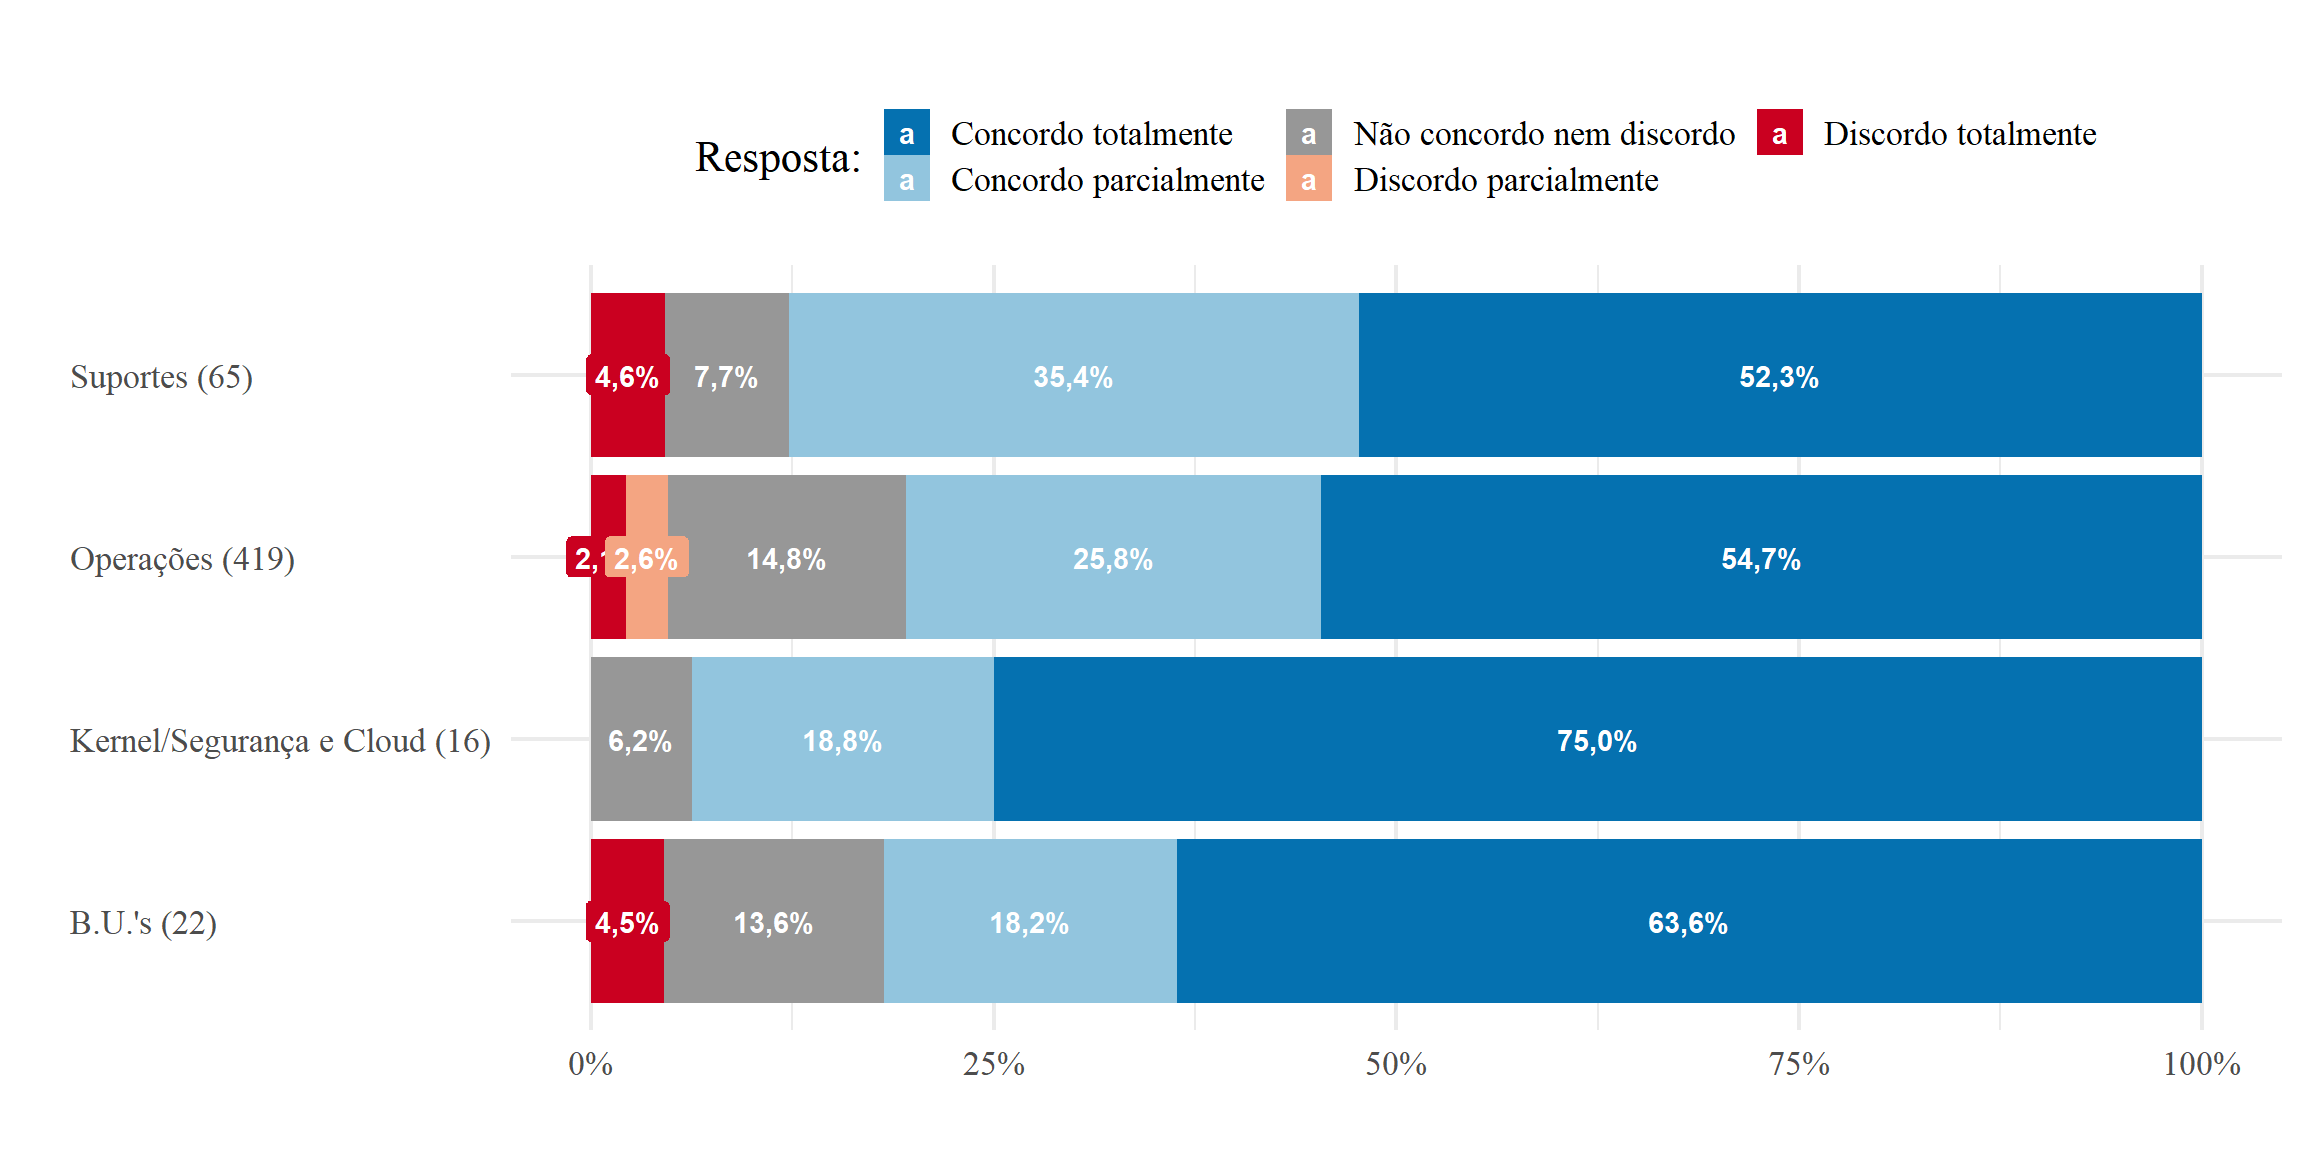 Resposta:
a Concordo totalmente a Não concordo nem discordo a Discordo totalmente
a Concordo parcialmente a Discordo parcialmente
Suportes (65) 4,6% 7,7% 35,4% 52,3%
Operações (419) 2,6% 14,8% 25,8% 54,7%
Kernel/Segurança e Cloud (16) 6,2% 18,8% 75,0%
B.U.'s (22) 4,5% 13,6% 18,2% 63,6%
0% 25% 50% 75% 100%